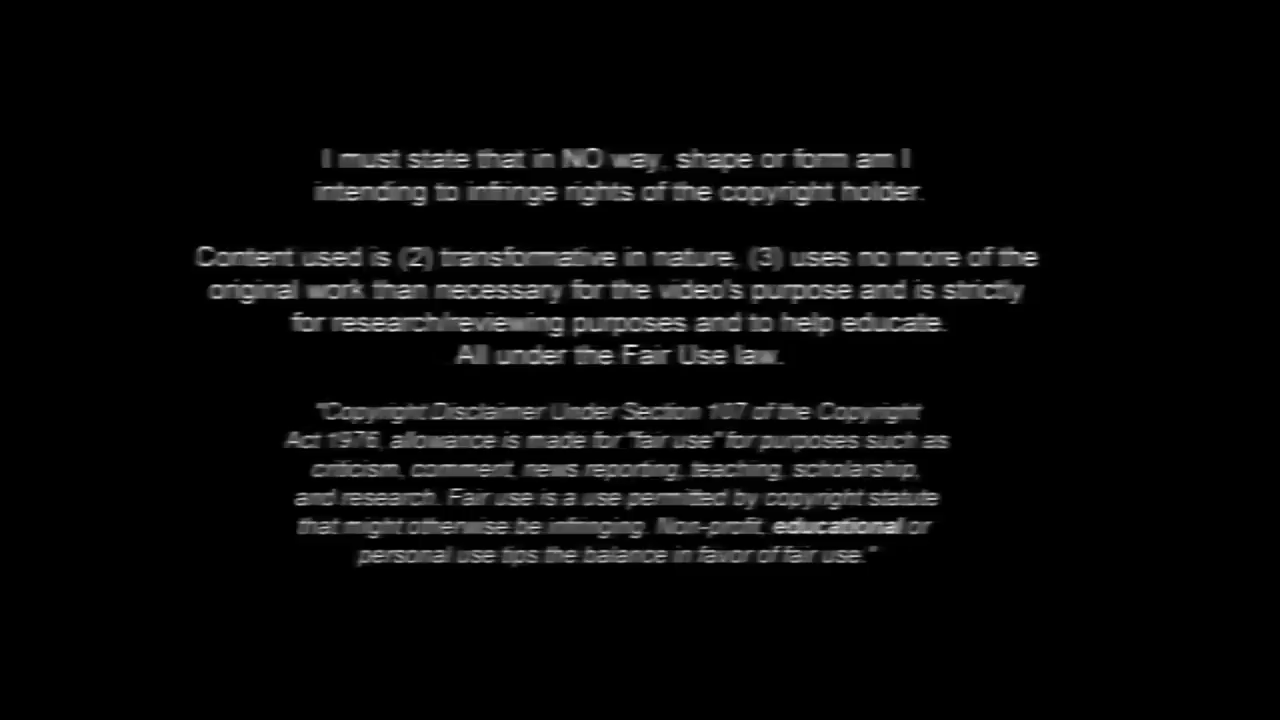 I must state that in NO way, shape or form am I
intending to infringe rights of the copyright holder.
Content used is (2) transformative in nature, (3) uses no more of the
original work than necessary for the video's purpose and is strictly
for research/reviewing purposes and to help educate.
All under the Fair Use law.
"Copyright Disclaimer Under Section 107 of the Copyright
Act 1976, allowance is made for "fair use" for purposes such as
criticism, comment, news reporting, teaching, scholarship,
and research. Fair use is a use permitted by copyright statute
that might otherwise be infringing. Non-profit, educational or
personal use tips the balance in favor of fair use."